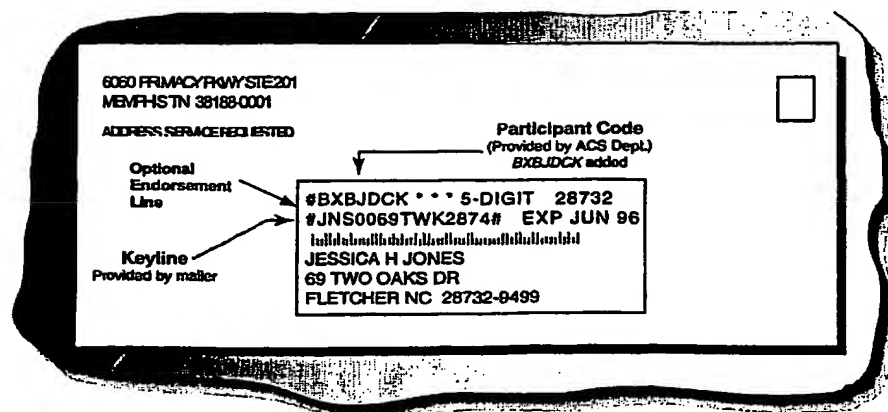 6060 PRIMACY PKWY STE 201
MEMPHIS TN 38188-0001
ADDRESS SERVICE REQUESTED
Participant Code
(Provided by ACS Dept.)
BXBJDCK added
Optional
Endorsement
Line
#BXBJDCK * * * 5-DIGIT 28732
#JNS0069TWK2874# EXP JUN 96
Keyline
Provided by mailer
JESSICA H JONES
69 TWO OAKS DR
FLETCHER NC 28732-9499